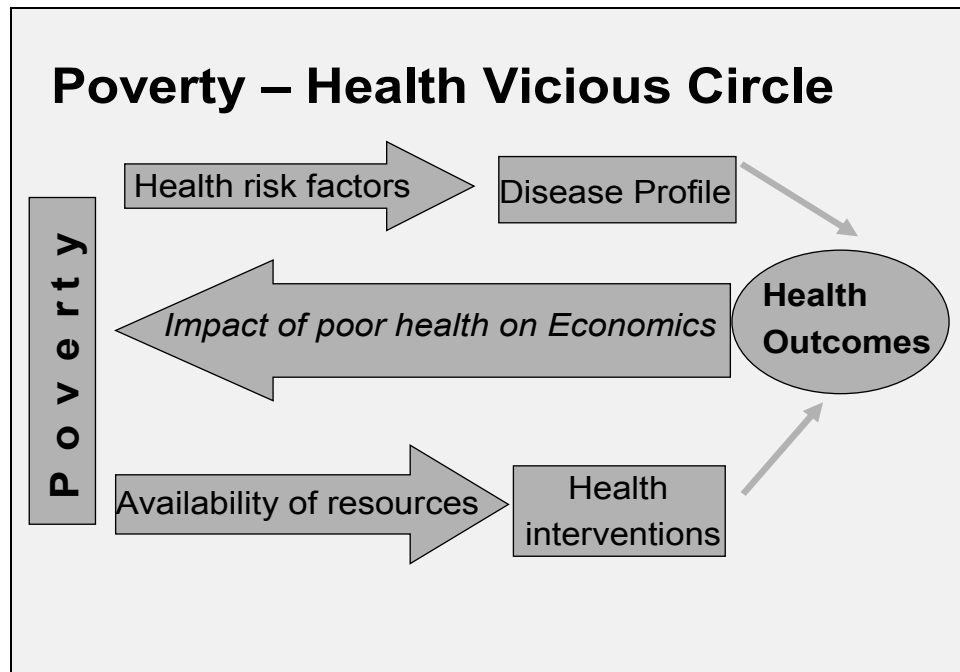 Poverty – Health Vicious Circle
Health risk factors
Disease Profile
Poverty
Impact of poor health on Economics
Health
Outcomes
Availability of resources
Health
interventions